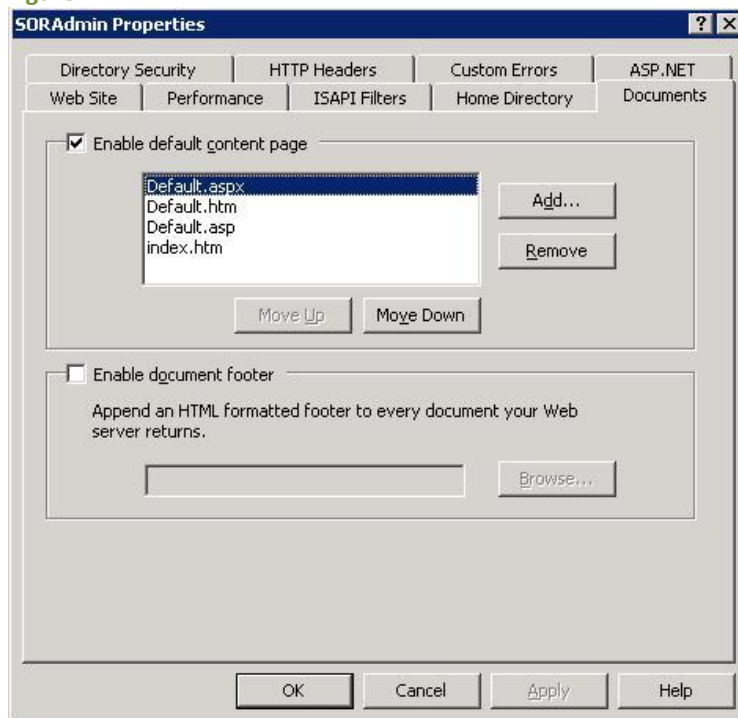 SORAdmin Properties
Directory Security HTTP Headers Custom Errors ASP.NET
Web Site Performance ISAPI Filters Home Directory Documents
Enable default content page
Default.aspx
Default.htm
Default.asp
index.htm
Add...
Remove
Move Up Move Down
Enable document footer
Append an HTML formatted footer to every document your Web
server returns.
Browse...
OK Cancel Apply Help